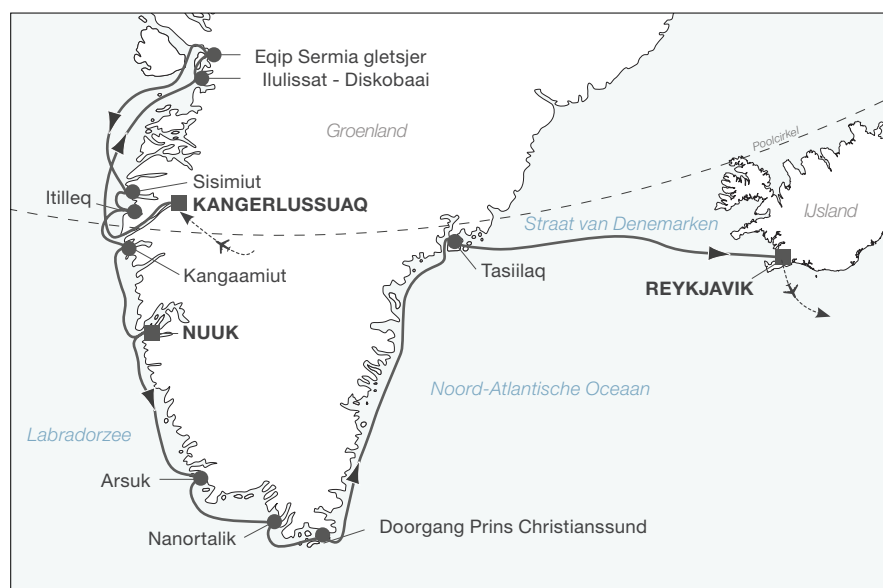 Eqip Sermia gletsjer
Ilulissat - Diskobaai
Groenland
Poolcirkel
Sisimiut
Itilleq
KANGERLUSSUAQ
IJsland
Straat van Denemarken
Kangaamiut
Tasiilaq
REYKJAVIK
NUUK
Noord-Atlantische Oceaan
Labradorzee
Arsuk
Doorgang Prins Christianssund
Nanortalik